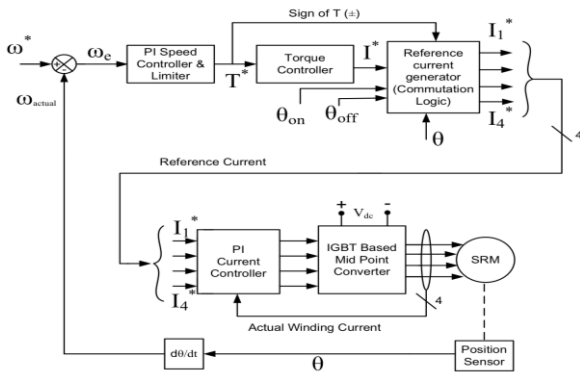 Sign of T (±)
ω*
ωe
PI Speed
Controller &
Limiter
T*
Torque
Controller
I*
Reference
current
generator
(Commutation
Logic)
I1*
I4*
ωactual
θon
θoff
θ
4
Reference Current
I1*
I4*
PI
Current
Controller
+
Vdc
-
IGBT Based
Mid Point
Converter
SRM
4
Actual Winding Current
dθ/dt
θ
Position
Sensor